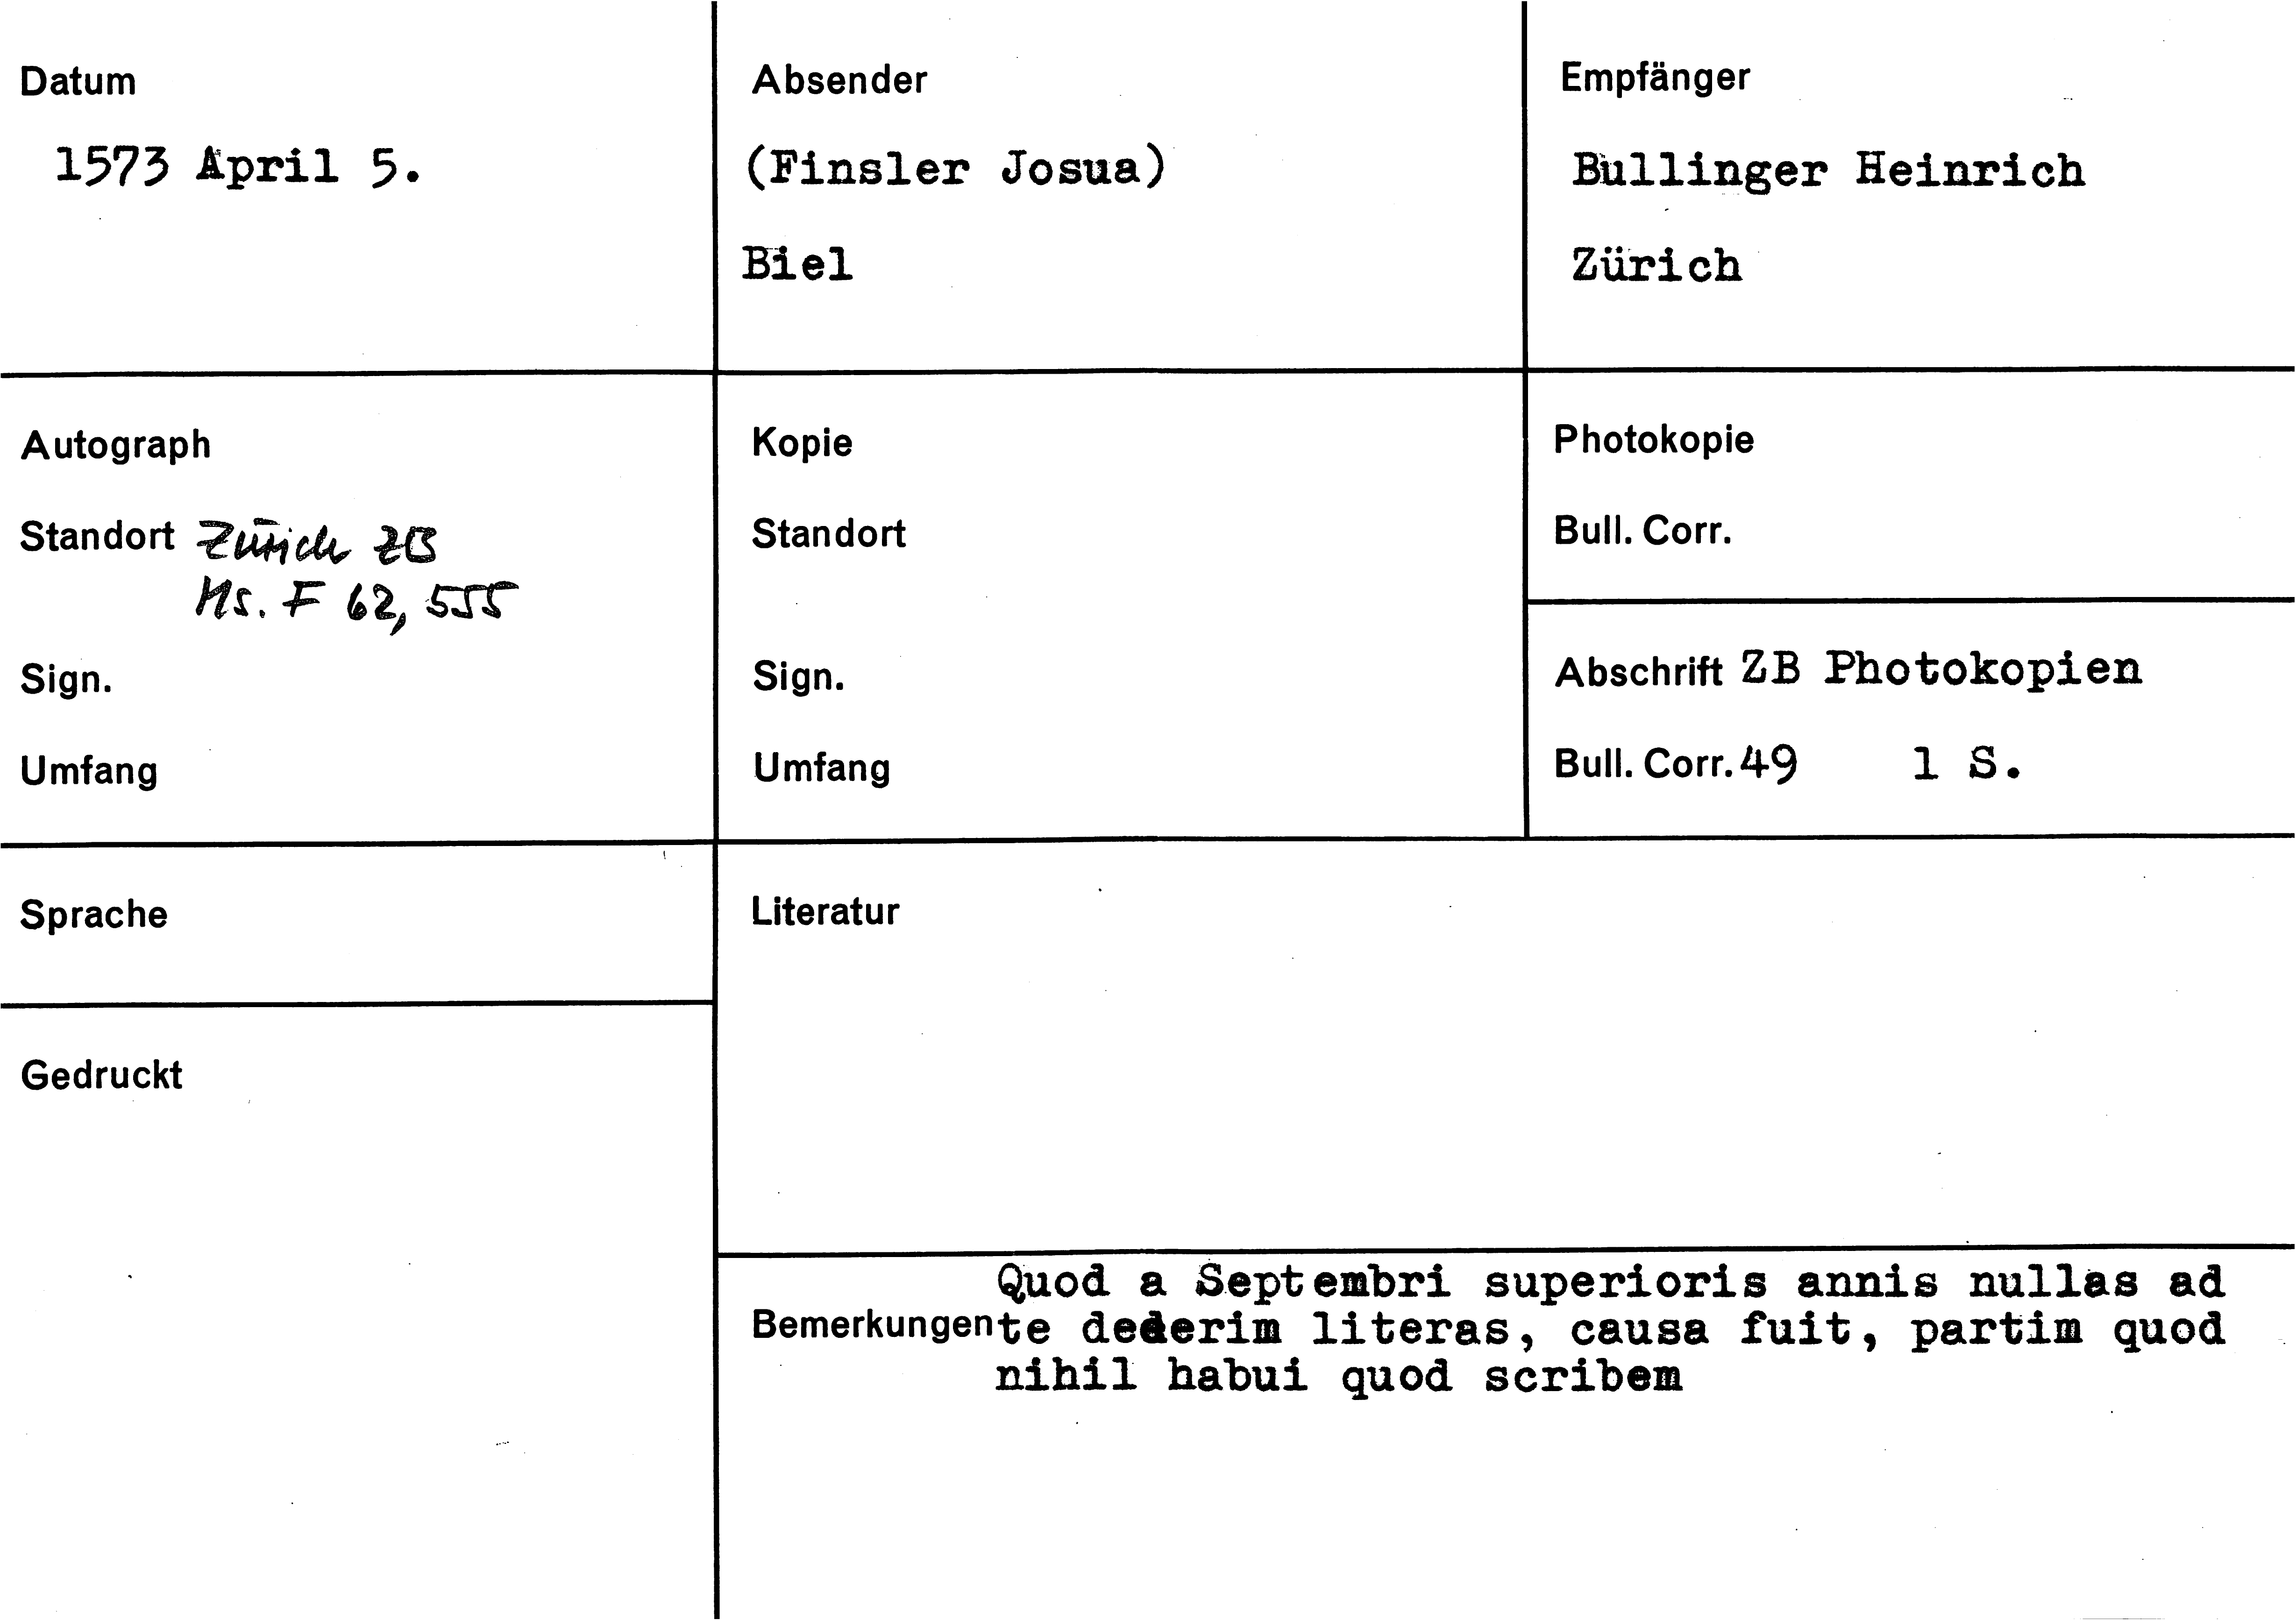 Datum
1573 April 5.
Absender
(Finsler Josua)
Biel
Empfänger
Bullinger Heinrich
Zürich
Autograph
Standort Zürich ZB
Ms. F 62, 555
Sign.
Umfang
Kopie
Standort
Sign.
Umfang
Photokopie
Bull. Corr.
Abschrift ZB Photokopien
Bull. Corr. 49 1 S.
Sprache
Gedruckt
Literatur
Quod a Septembri superioris annis nullas ad
Bemerkungen te dederim literas, causa fuit, partim quod
nihil habui quod scribem